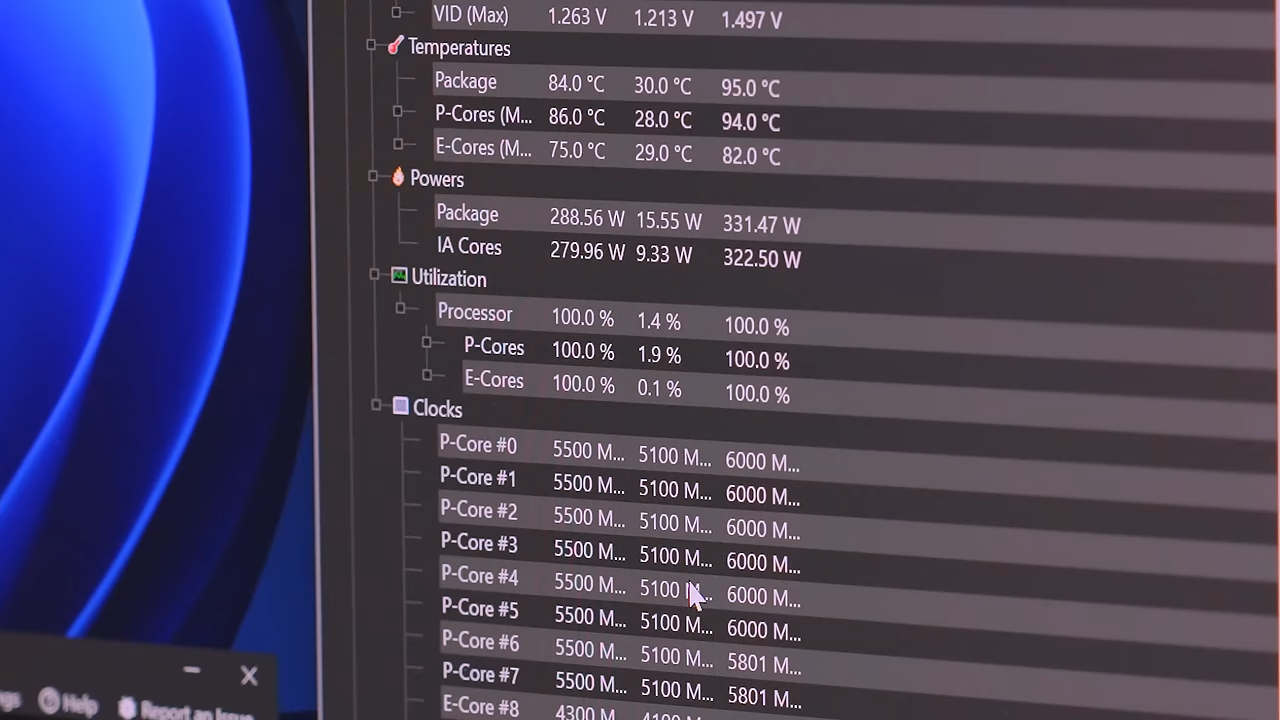 VID (Max) 1.263 V 1.213 V 1.497 V
Temperatures
Package 84.0 °C 30.0 °C 95.0 °C
P-Cores (M... 86.0 °C 28.0 °C 94.0 °C
E-Cores (M... 75.0 °C 29.0 °C 82.0 °C
Powers
Package 288.56 W 15.55 W 331.47 W
IA Cores 279.96 W 9.33 W 322.50 W
Utilization
Processor 100.0 % 1.4 % 100.0 %
P-Cores 100.0 % 1.9 % 100.0 %
E-Cores 100.0 % 0.1 % 100.0 %
Clocks
P-Core #0 5500 M... 5100 M... 6000 M...
P-Core #1 5500 M... 5100 M... 6000 M...
P-Core #2 5500 M... 5100 M... 6000 M...
P-Core #3 5500 M... 5100 M... 6000 M...
P-Core #4 5500 M... 5100 M... 6000 M...
P-Core #5 5500 M... 5100 M... 6000 M...
P-Core #6 5500 M... 5100 M... 5801 M...
P-Core #7 5500 M... 5100 M... 5801 M...
E-Core #8 4300 M... 4100 M...
Help Report an Issue